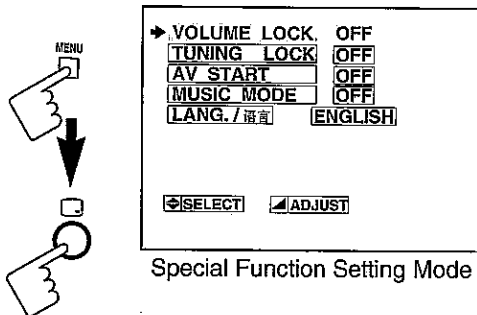 MENU
VOLUME LOCK. OFF
TUNING LOCK OFF
AV START OFF
MUSIC MODE OFF
LANG. / 语言 ENGLISH
SELECT ADJUST
Special Function Setting Mode